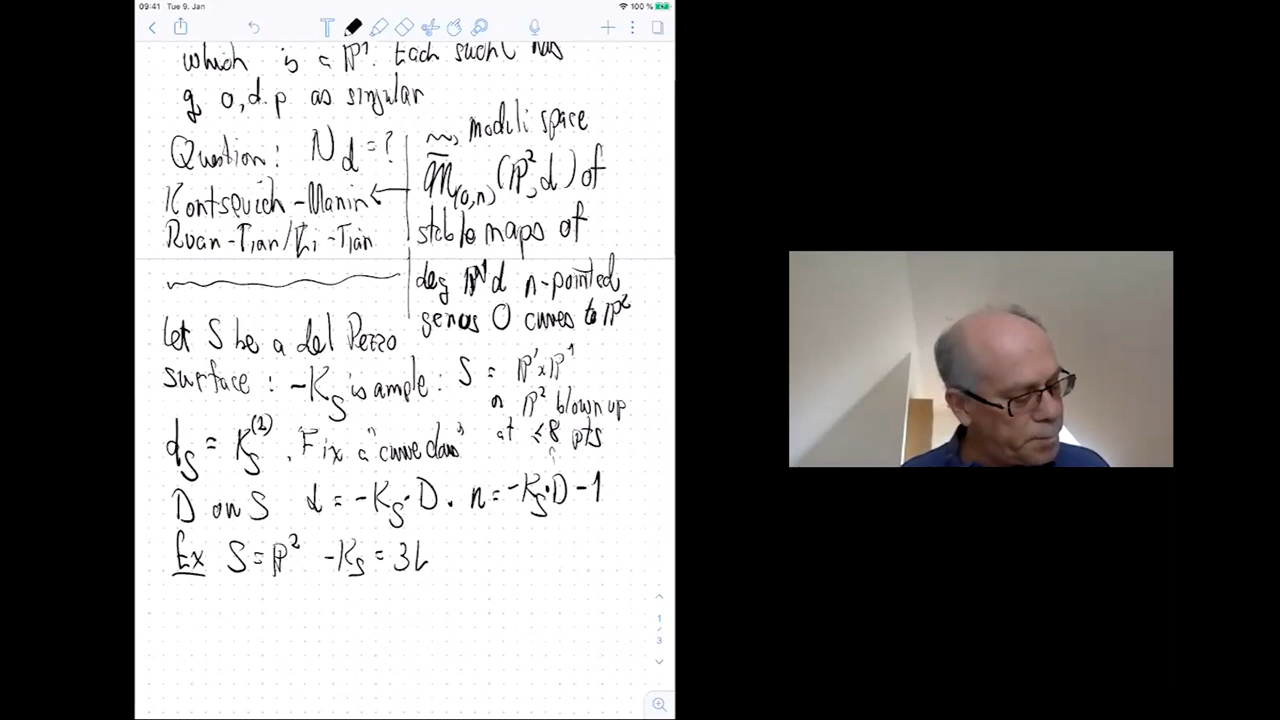 09:41 Tue 9. Jan
100 %
which is a ℙ¹. Each such has
g 0, d.p as singular
Question: N_d = ?
Kontsevich-Manin ←
Ruan-Tian/Li-Tian
⇝ moduli space
M̄_(0,n) (ℙ², d) of
stable maps of
deg d n-pointed
genus 0 curves to ℙ²
Let S be a del Pezzo
surface: -K_S is ample: S = ℙ¹×ℙ¹
or ℙ² blown up
at ≤ 8 pts
d_S = K_S^(2). Fix a "curve class"
D on S d = -K_S·D. n = -K_S·D-1
Ex S = ℙ² -K_S = 3L
1
3